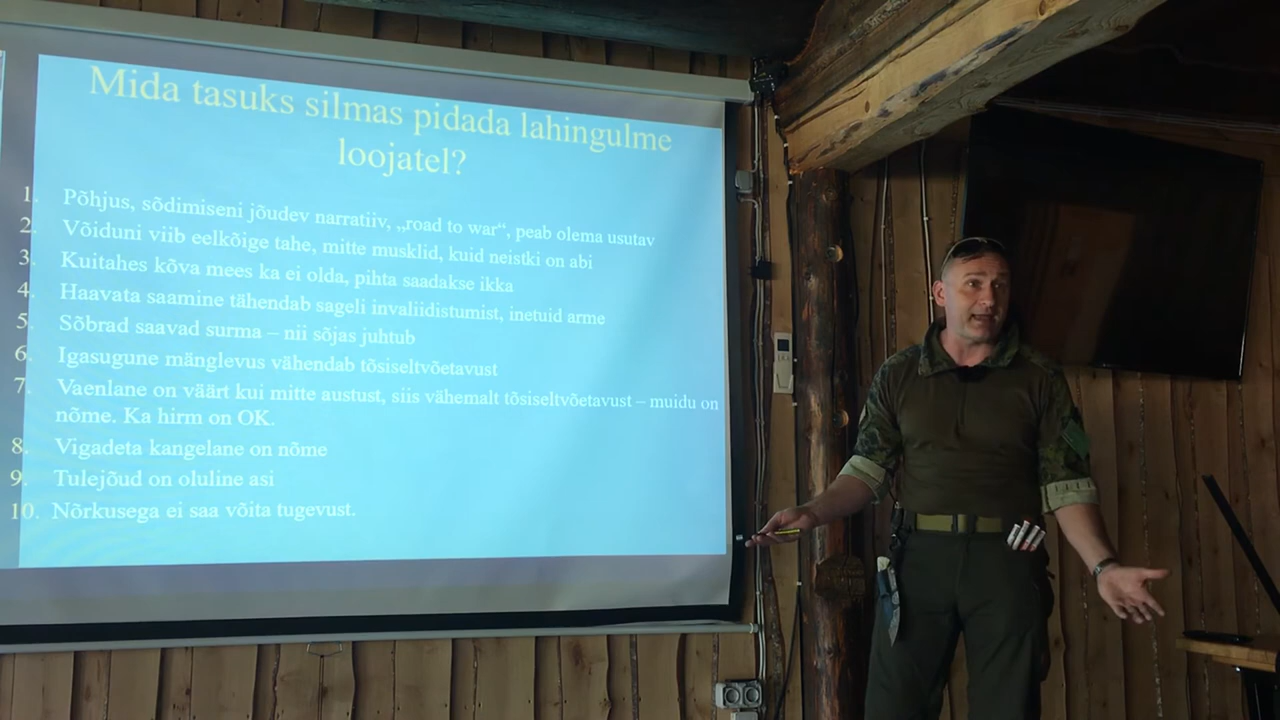 Mida tasuks silmas pidada lahingulme
loojatel?
1. Põhjus, sõdimiseni jõudev narratiiv, „road to war“, peab olema usutav
2. Võiduni viib eelkõige tahe, mitte musklid, kuid neistki on abi
3. Kuitahes kõva mees ka ei olda, pihta saadakse ikka
4. Haavata saamine tähendab sageli invaliidistumist, inetuid arme
5. Sõbrad saavad surma – nii sõjas juhtub
6. Igasugune mänglevus vähendab tõsiseltvõetavust
7. Vaenlane on väärt kui mitte austust, siis vähemalt tõsiseltvõetavust – muidu on
nõme. Ka hirm on OK.
8. Vigadeta kangelane on nõme
9. Tulejõud on oluline asi
10. Nõrkusega ei saa võita tugevust.